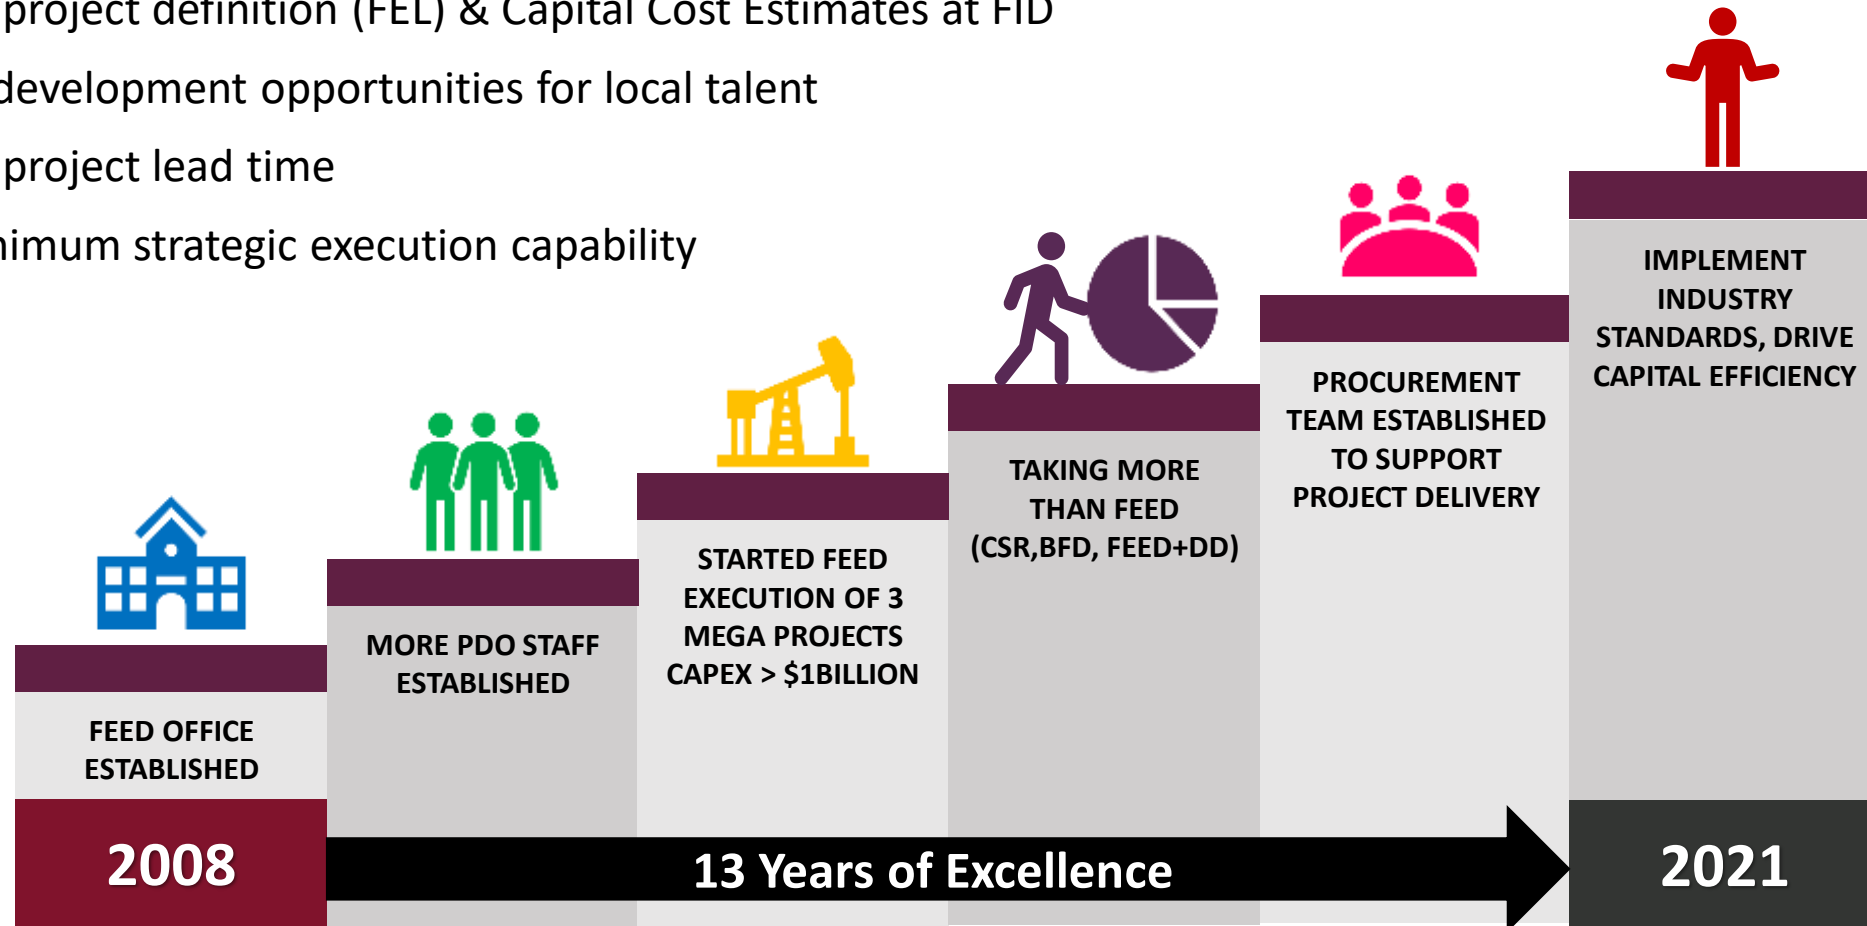 project definition (FEL) & Capital Cost Estimates at FID
development opportunities for local talent
project lead time
nimum strategic execution capability
IMPLEMENT
INDUSTRY
STANDARDS, DRIVE
CAPITAL EFFICIENCY
PROCUREMENT
TEAM ESTABLISHED
TO SUPPORT
PROJECT DELIVERY
TAKING MORE
THAN FEED
(CSR,BFD, FEED+DD)
STARTED FEED
EXECUTION OF 3
MEGA PROJECTS
CAPEX > $1BILLION
MORE PDO STAFF
ESTABLISHED
FEED OFFICE
ESTABLISHED
2008
13 Years of Excellence
2021